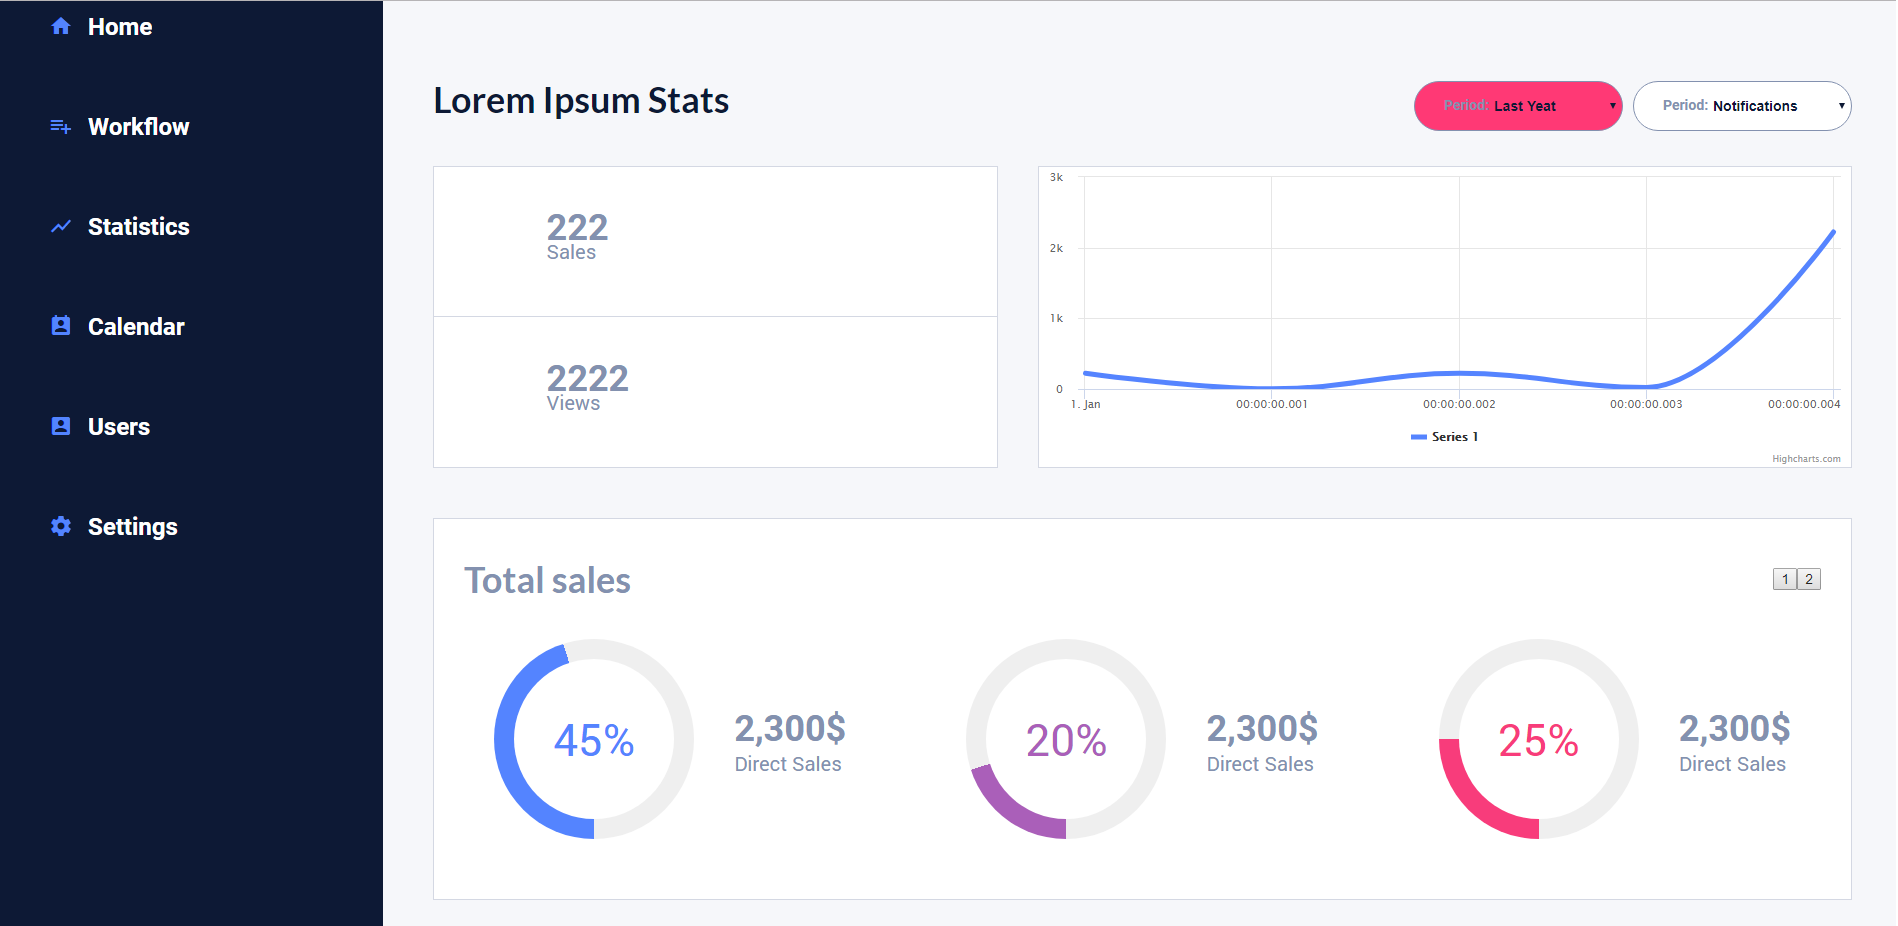 Home
Workflow
Statistics
Calendar
Users
Settings
Lorem Ipsum Stats
Period: Last Yeat
Period: Notifications
222
Sales
2222
Views
3k
2k
1k
0
1. Jan 00:00:00.001 00:00:00.002 00:00:00.003 00:00:00.004
Series 1
Highcharts.com
Total sales
1 2
45%
2,300$
Direct Sales
20%
2,300$
Direct Sales
25%
2,300$
Direct Sales